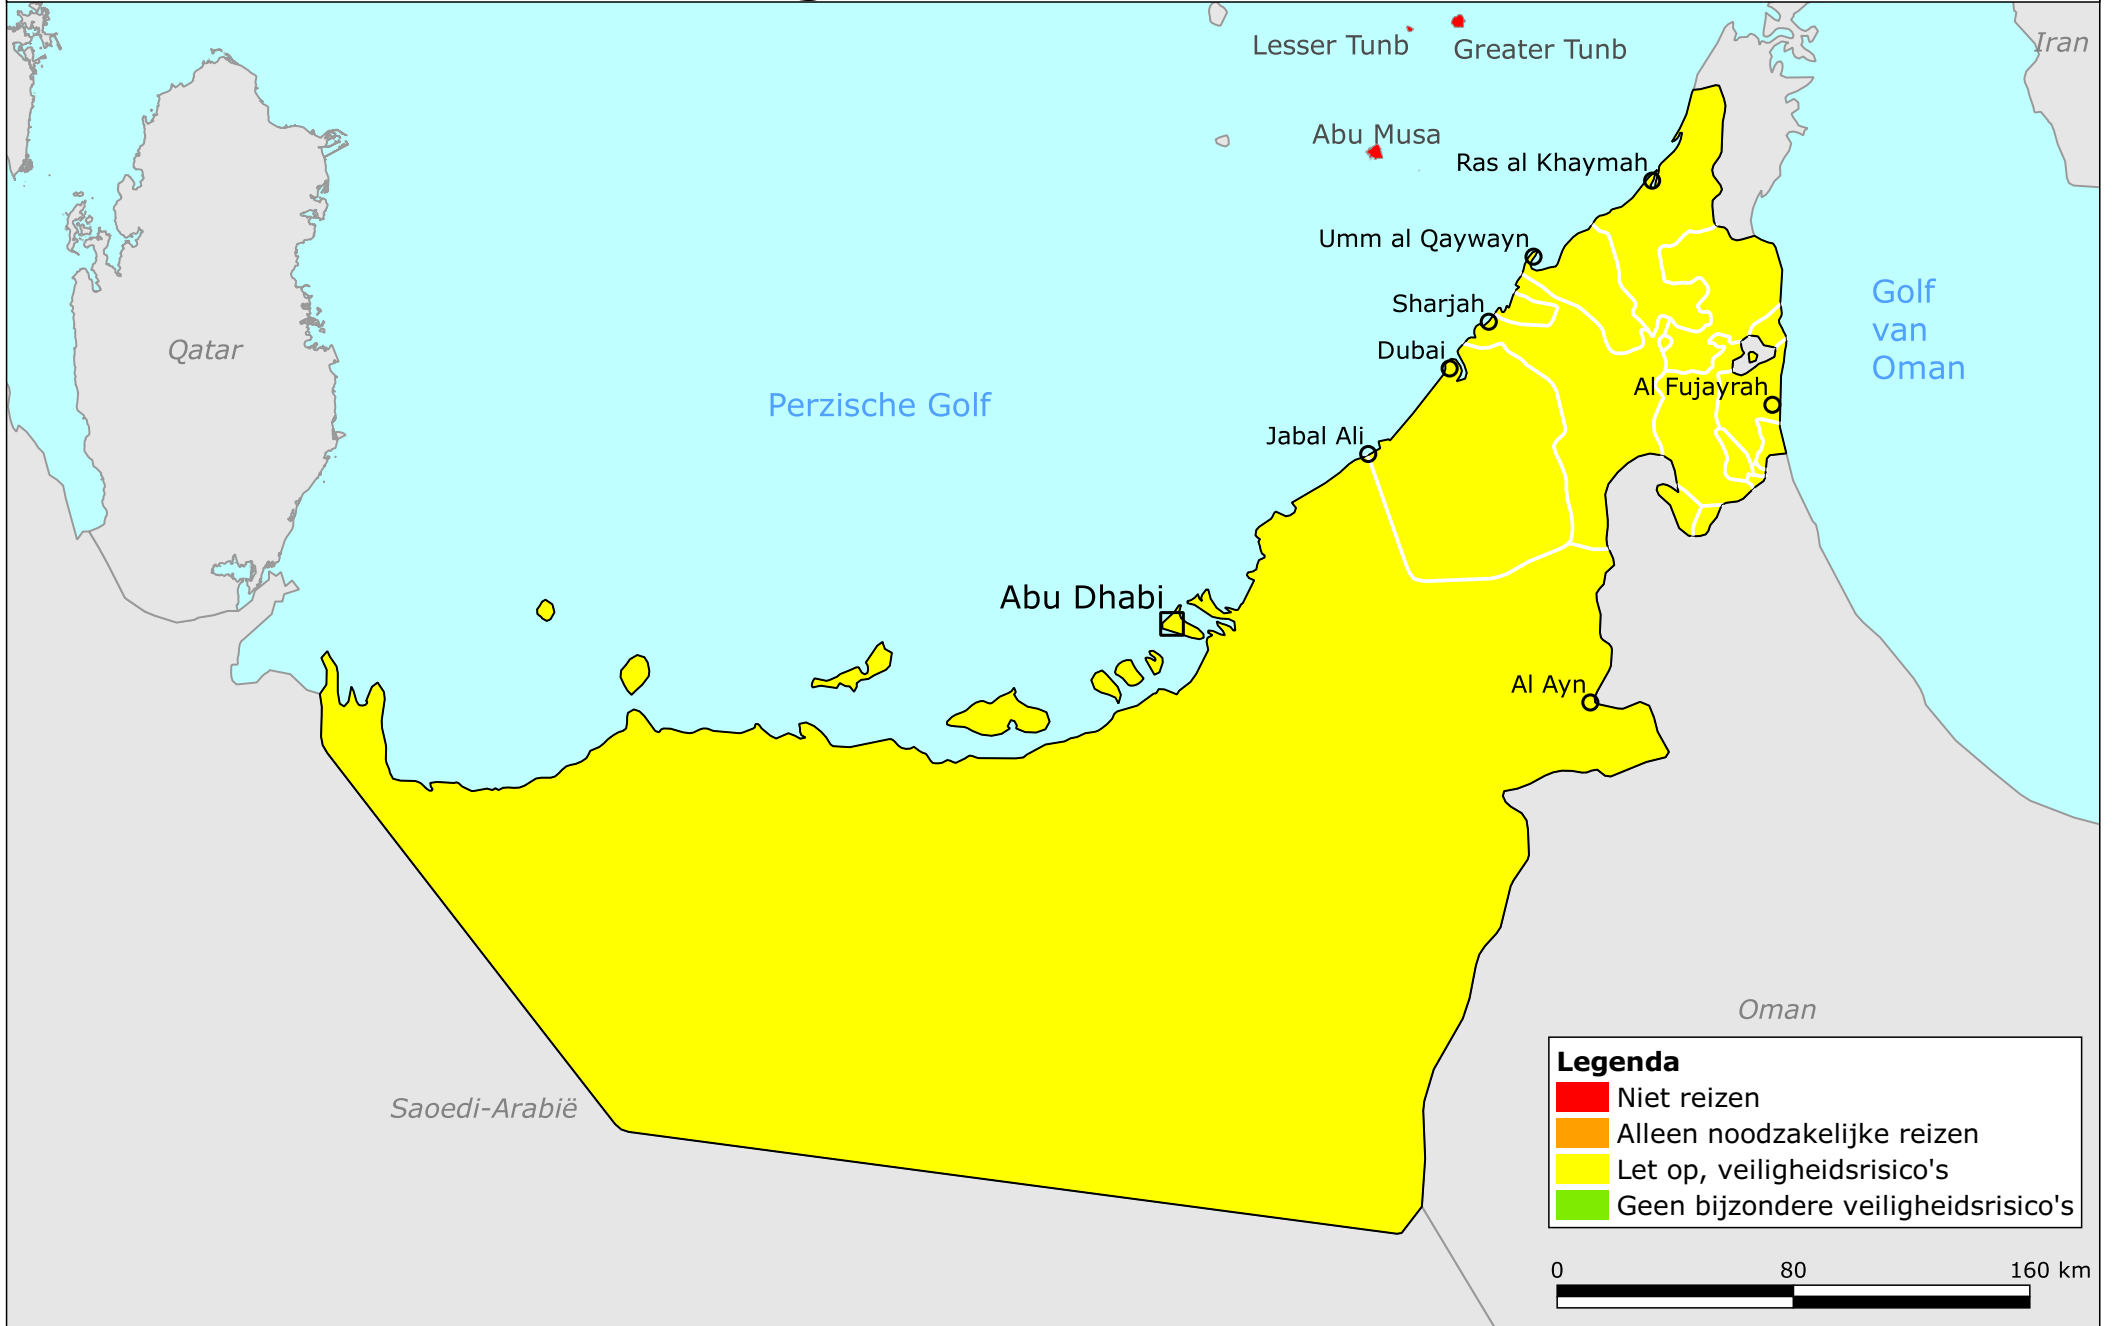 Lesser Tunb
Greater Tunb
Iran
Abu Musa
Ras al Khaymah
Umm al Qaywayn
Sharjah
Dubai
Qatar
Golf
van
Oman
Al Fujayrah
Perzische Golf
Jabal Ali
Abu Dhabi
Al Ayn
Oman
Saoedi-Arabië
Legenda
Niet reizen
Alleen noodzakelijke reizen
Let op, veiligheidsrisico's
Geen bijzondere veiligheidsrisico's
0 80 160 km